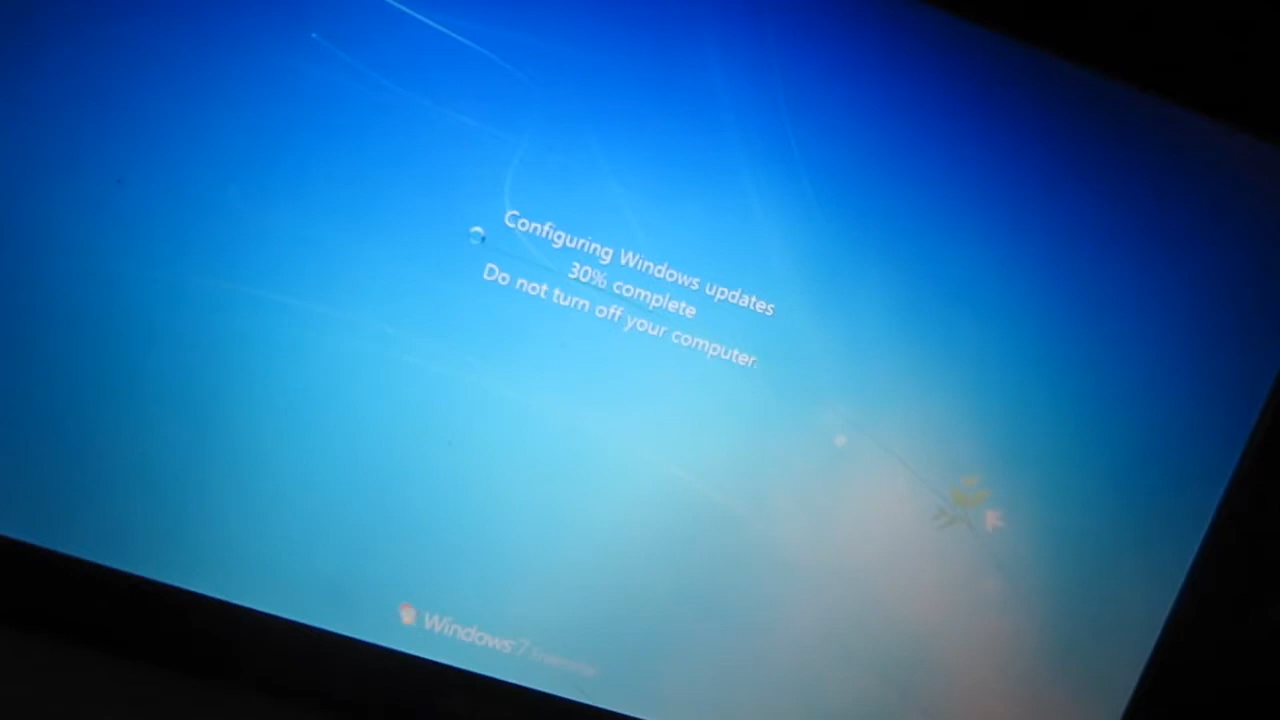 Configuring Windows updates
30% complete
Do not turn off your computer.
Windows 7